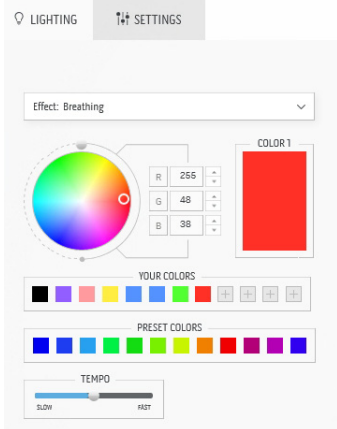 LIGHTING
SETTINGS
Effect: Breathing
COLOR 1
R 255
G 48
B 38
YOUR COLORS
PRESET COLORS
TEMPO
SLOW FAST